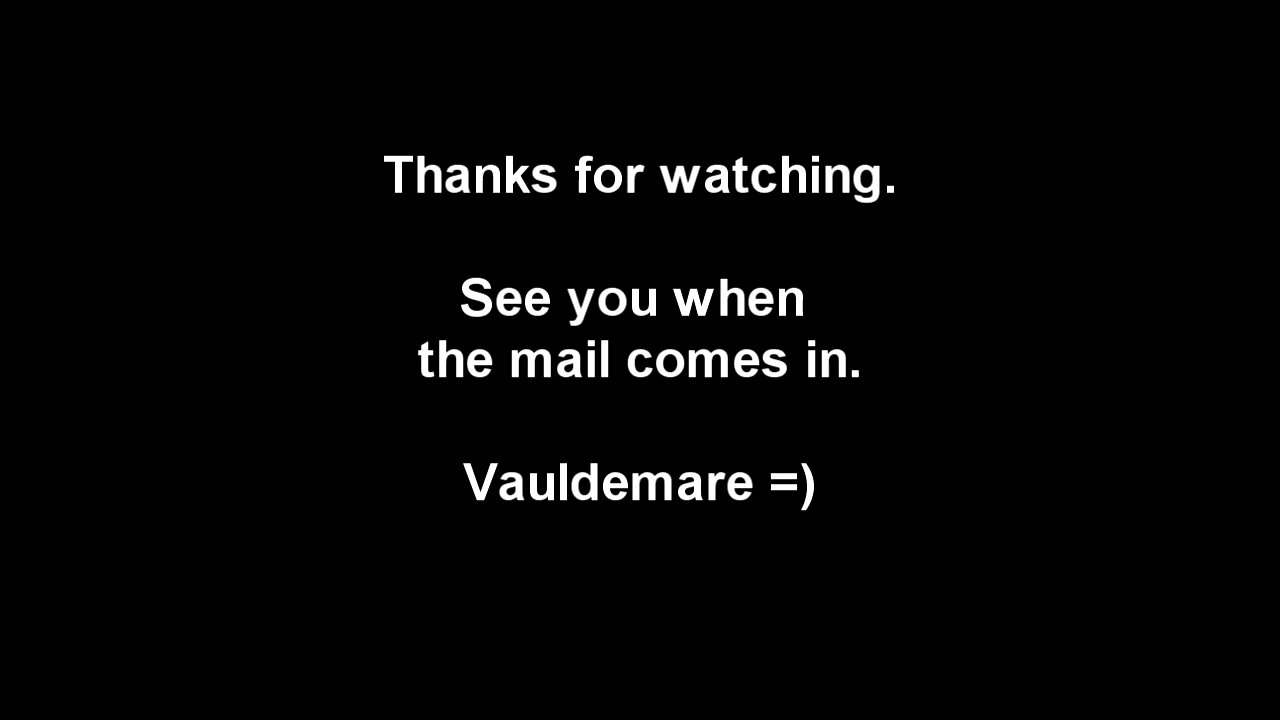 Thanks for watching.
See you when
the mail comes in.
Vauldemare =)